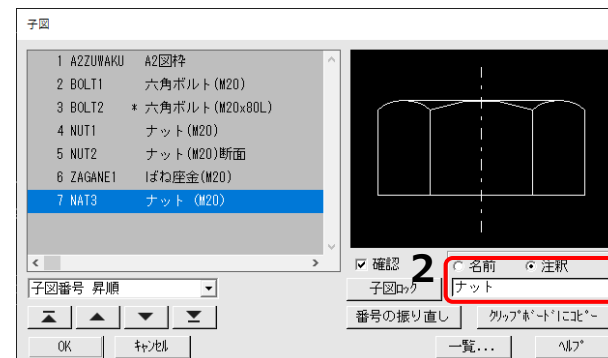 子図
1 A2ZUWAKU A2図枠
2 BOLT1 六角ボルト(M20)
3 BOLT2 * 六角ボルト(M20x80L)
4 NUT1 ナット(M20)
5 NUT2 ナット(M20)断面
6 ZAGANE1 ばね座金(M20)
7 NAT3 ナット (M20)
確認 2 名前 注釈
子図番号 昇順 子図ﾛｯｸ ナット
番号の振り直し ｸﾘｯﾌﾟﾎﾞｰﾄﾞにｺﾋﾟｰ
OK ｷｬﾝｾﾙ 一覧... ﾍﾙﾌﾟ